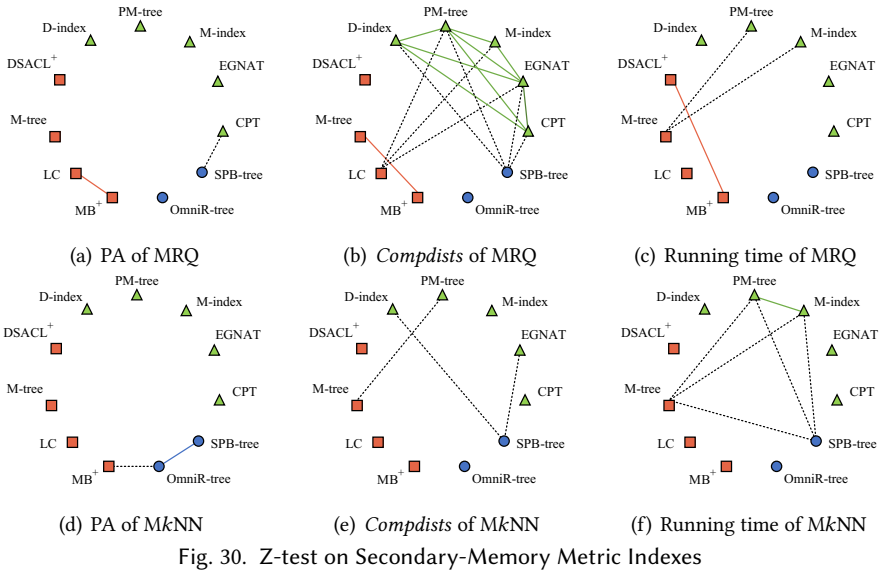 PM-tree
D-index
M-index
DSACL+
EGNAT
M-tree
CPT
LC
SPB-tree
MB+
OmniR-tree
(a) PA of MRQ
PM-tree
D-index
M-index
DSACL+
EGNAT
M-tree
CPT
LC
SPB-tree
MB+
OmniR-tree
(b) Compdists of MRQ
PM-tree
D-index
M-index
DSACL+
EGNAT
M-tree
CPT
LC
SPB-tree
MB+
OmniR-tree
(c) Running time of MRQ
PM-tree
D-index
M-index
DSACL+
EGNAT
M-tree
CPT
LC
SPB-tree
MB+
OmniR-tree
(d) PA of MkNN
PM-tree
D-index
M-index
DSACL+
EGNAT
M-tree
CPT
LC
SPB-tree
MB+
OmniR-tree
(e) Compdists of MkNN
PM-tree
D-index
M-index
DSACL+
EGNAT
M-tree
CPT
LC
SPB-tree
MB+
OmniR-tree
(f) Running time of MkNN
Fig. 30. Z-test on Secondary-Memory Metric Indexes